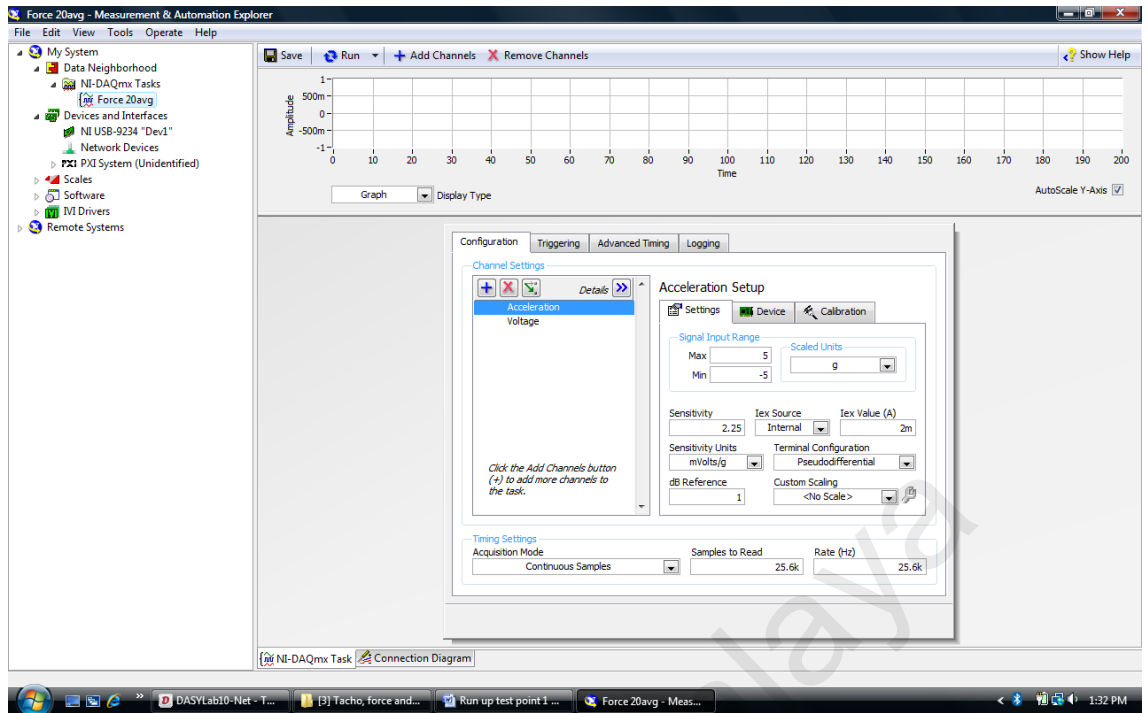 Force 20avg - Measurement & Automation Explorer
File Edit View Tools Operate Help
My System
Data Neighborhood
NI-DAQmx Tasks
Force 20avg
Devices and Interfaces
NI USB-9234 "Dev1"
Network Devices
PXI PXI System (Unidentified)
Scales
Software
IVI Drivers
Remote Systems
Save Run Add Channels Remove Channels Show Help
Amplitude
1
500m
0
-500m
-1
0 10 20 30 40 50 60 70 80 90 100 110 120 130 140 150 160 170 180 190 200
Time
Graph Display Type AutoScale Y-Axis
Configuration Triggering Advanced Timing Logging
Channel Settings
Details
Acceleration
Voltage
Click the Add Channels button
(+) to add more channels to
the task.
Acceleration Setup
Settings Device Calibration
Signal Input Range
Max 5
Min -5
Scaled Units
g
Sensitivity Iex Source Iex Value (A)
2.25 Internal 2m
Sensitivity Units Terminal Configuration
mVolts/g Pseudodifferential
dB Reference Custom Scaling
1 <No Scale>
Timing Settings
Acquisition Mode Samples to Read Rate (Hz)
Continuous Samples 25.6k 25.6k
NI-DAQmx Task Connection Diagram
DASYLab10-Net - T... [3] Tacho, force and... Run up test point 1 ... Force 20avg - Meas... 1:32 PM